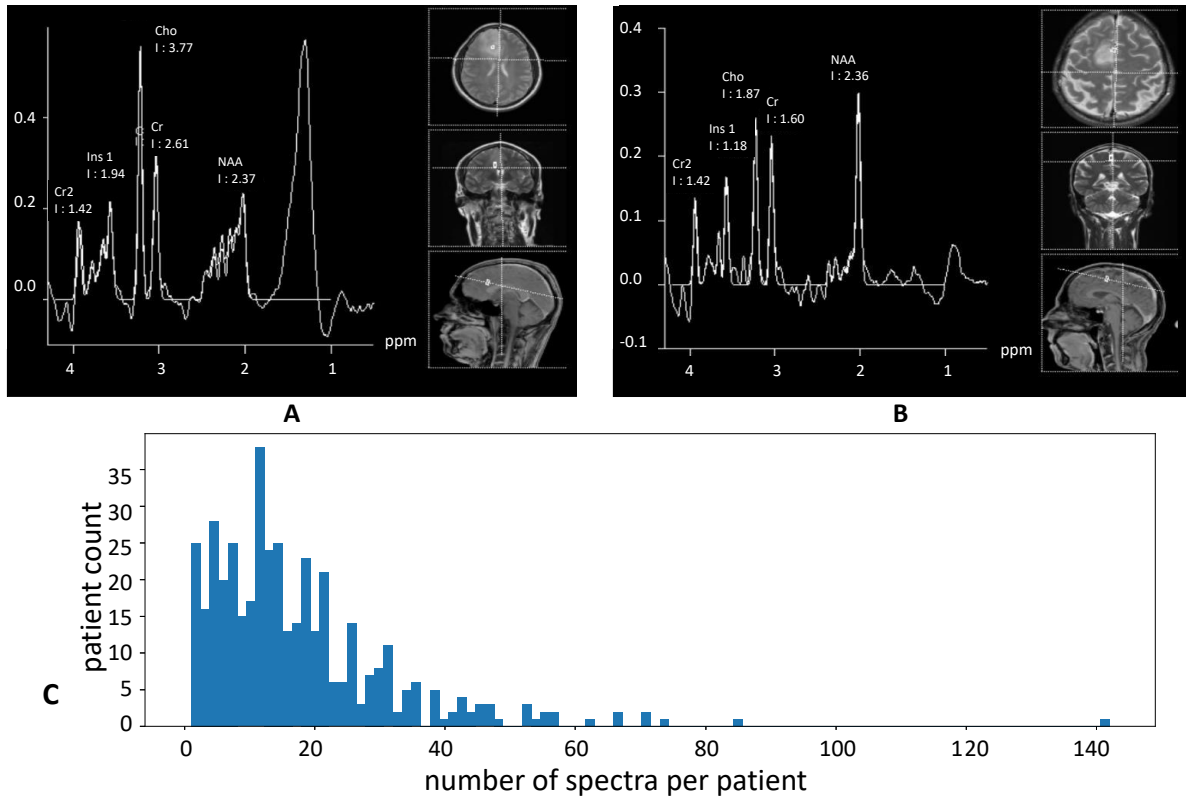 Cho
I : 3.77
Cr
I : 2.61
Ins 1
I : 1.94
NAA
I : 2.37
Cr2
I : 1.42
0.4
0.2
0.0
4
3
2
1
ppm
A
0.4
0.3
0.2
0.1
0.0
-0.1
NAA
I : 2.36
Cho
I : 1.87
Cr
I : 1.60
Ins 1
I : 1.18
Cr2
I : 1.42
4
3
2
1
ppm
B
C
patient count
35
30
25
20
15
10
5
0
0
20
40
60
80
100
120
140
number of spectra per patient